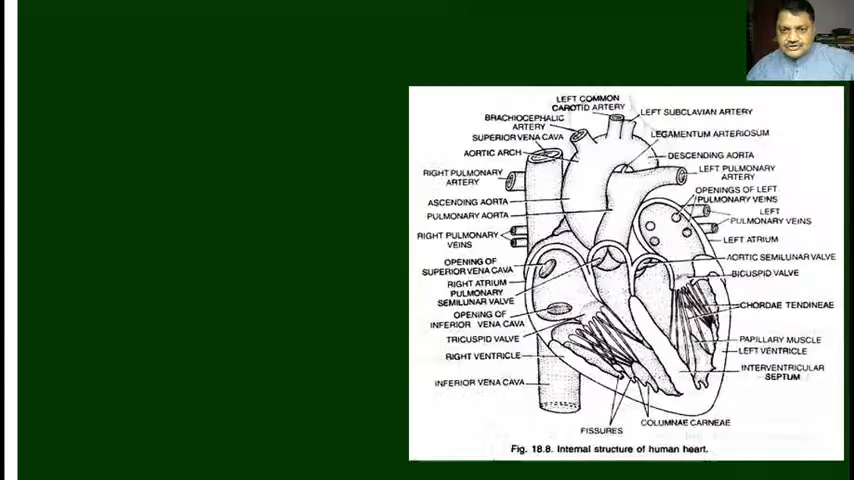 LEFT COMMON
CAROTID ARTERY
LEFT SUBCLAVIAN ARTERY
BRACHIOCEPHALIC
ARTERY
LEGAMENTUM ARTERIOSUM
SUPERIOR VENA CAVA
AORTIC ARCH
DESCENDING AORTA
RIGHT PULMONARY
ARTERY
LEFT PULMONARY
ARTERY
OPENINGS OF LEFT
PULMONARY VEINS
ASCENDING AORTA
LEFT
PULMONARY VEINS
PULMONARY AORTA
RIGHT PULMONARY
VEINS
LEFT ATRIUM
OPENING OF
SUPERIOR VENA CAVA
AORTIC SEMILUNAR VALVE
BICUSPID VALVE
RIGHT ATRIUM
PULMONARY
SEMILUNAR VALVE
CHORDAE TENDINEAE
OPENING OF
INFERIOR VENA CAVA
TRICUSPID VALVE
PAPILLARY MUSCLE
LEFT VENTRICLE
RIGHT VENTRICLE
INTERVENTRICULAR
SEPTUM
INFERIOR VENA CAVA
COLUMNAE CARNEAE
FISSURES
Fig. 18.8. Internal structure of human heart.